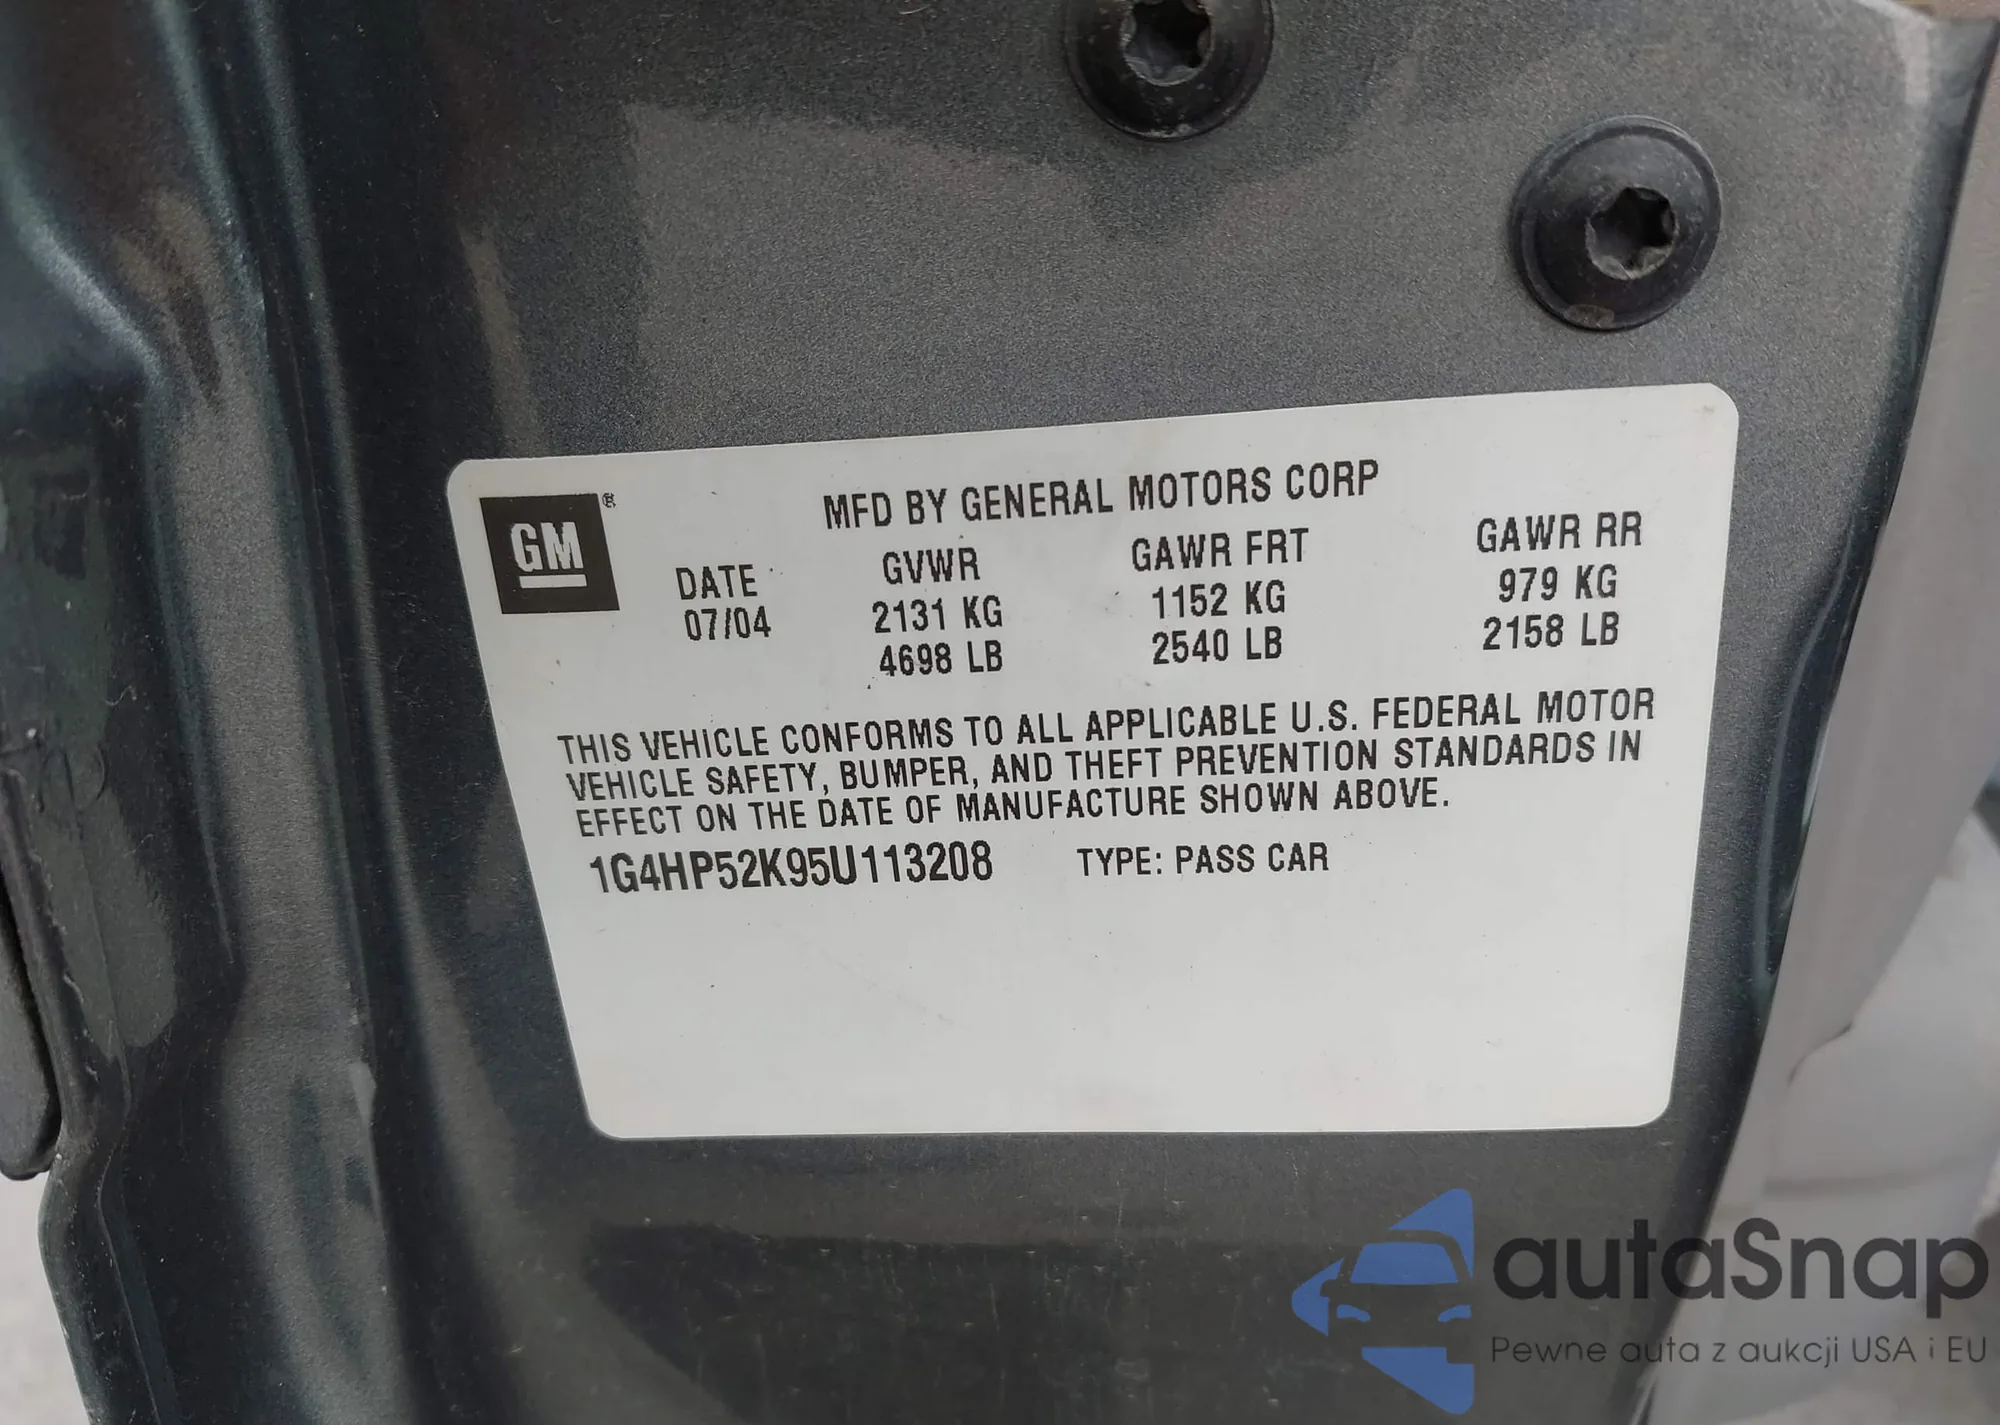 GM ®
MFD BY GENERAL MOTORS CORP
DATE GVWR GAWR FRT GAWR RR
07/04 2131 KG 1152 KG 979 KG
4698 LB 2540 LB 2158 LB
THIS VEHICLE CONFORMS TO ALL APPLICABLE U.S. FEDERAL MOTOR
VEHICLE SAFETY, BUMPER, AND THEFT PREVENTION STANDARDS IN
EFFECT ON THE DATE OF MANUFACTURE SHOWN ABOVE.
1G4HP52K95U113208 TYPE: PASS CAR
autaSnap
Pewne auta z aukcji USA i EU